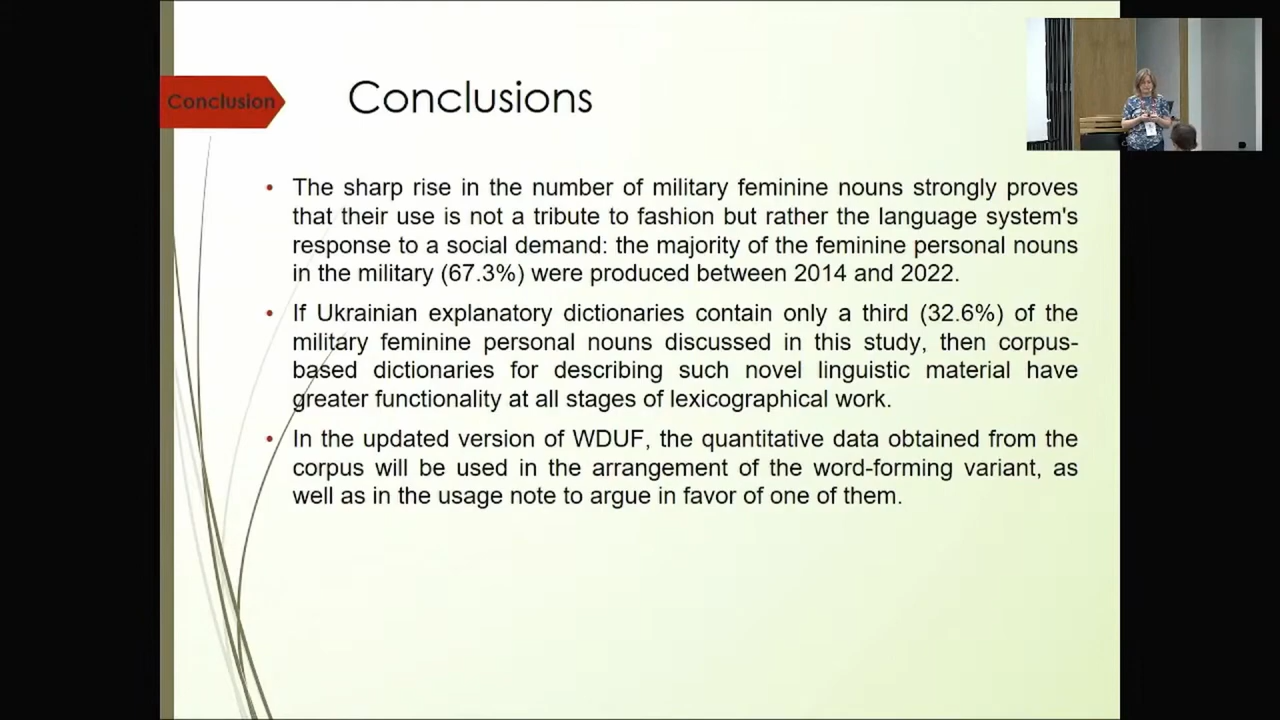 Conclusion
Conclusions
• The sharp rise in the number of military feminine nouns strongly proves
that their use is not a tribute to fashion but rather the language system's
response to a social demand: the majority of the feminine personal nouns
in the military (67.3%) were produced between 2014 and 2022.
• If Ukrainian explanatory dictionaries contain only a third (32.6%) of the
military feminine personal nouns discussed in this study, then corpus-
based dictionaries for describing such novel linguistic material have
greater functionality at all stages of lexicographical work.
• In the updated version of WDUF, the quantitative data obtained from the
corpus will be used in the arrangement of the word-forming variant, as
well as in the usage note to argue in favor of one of them.